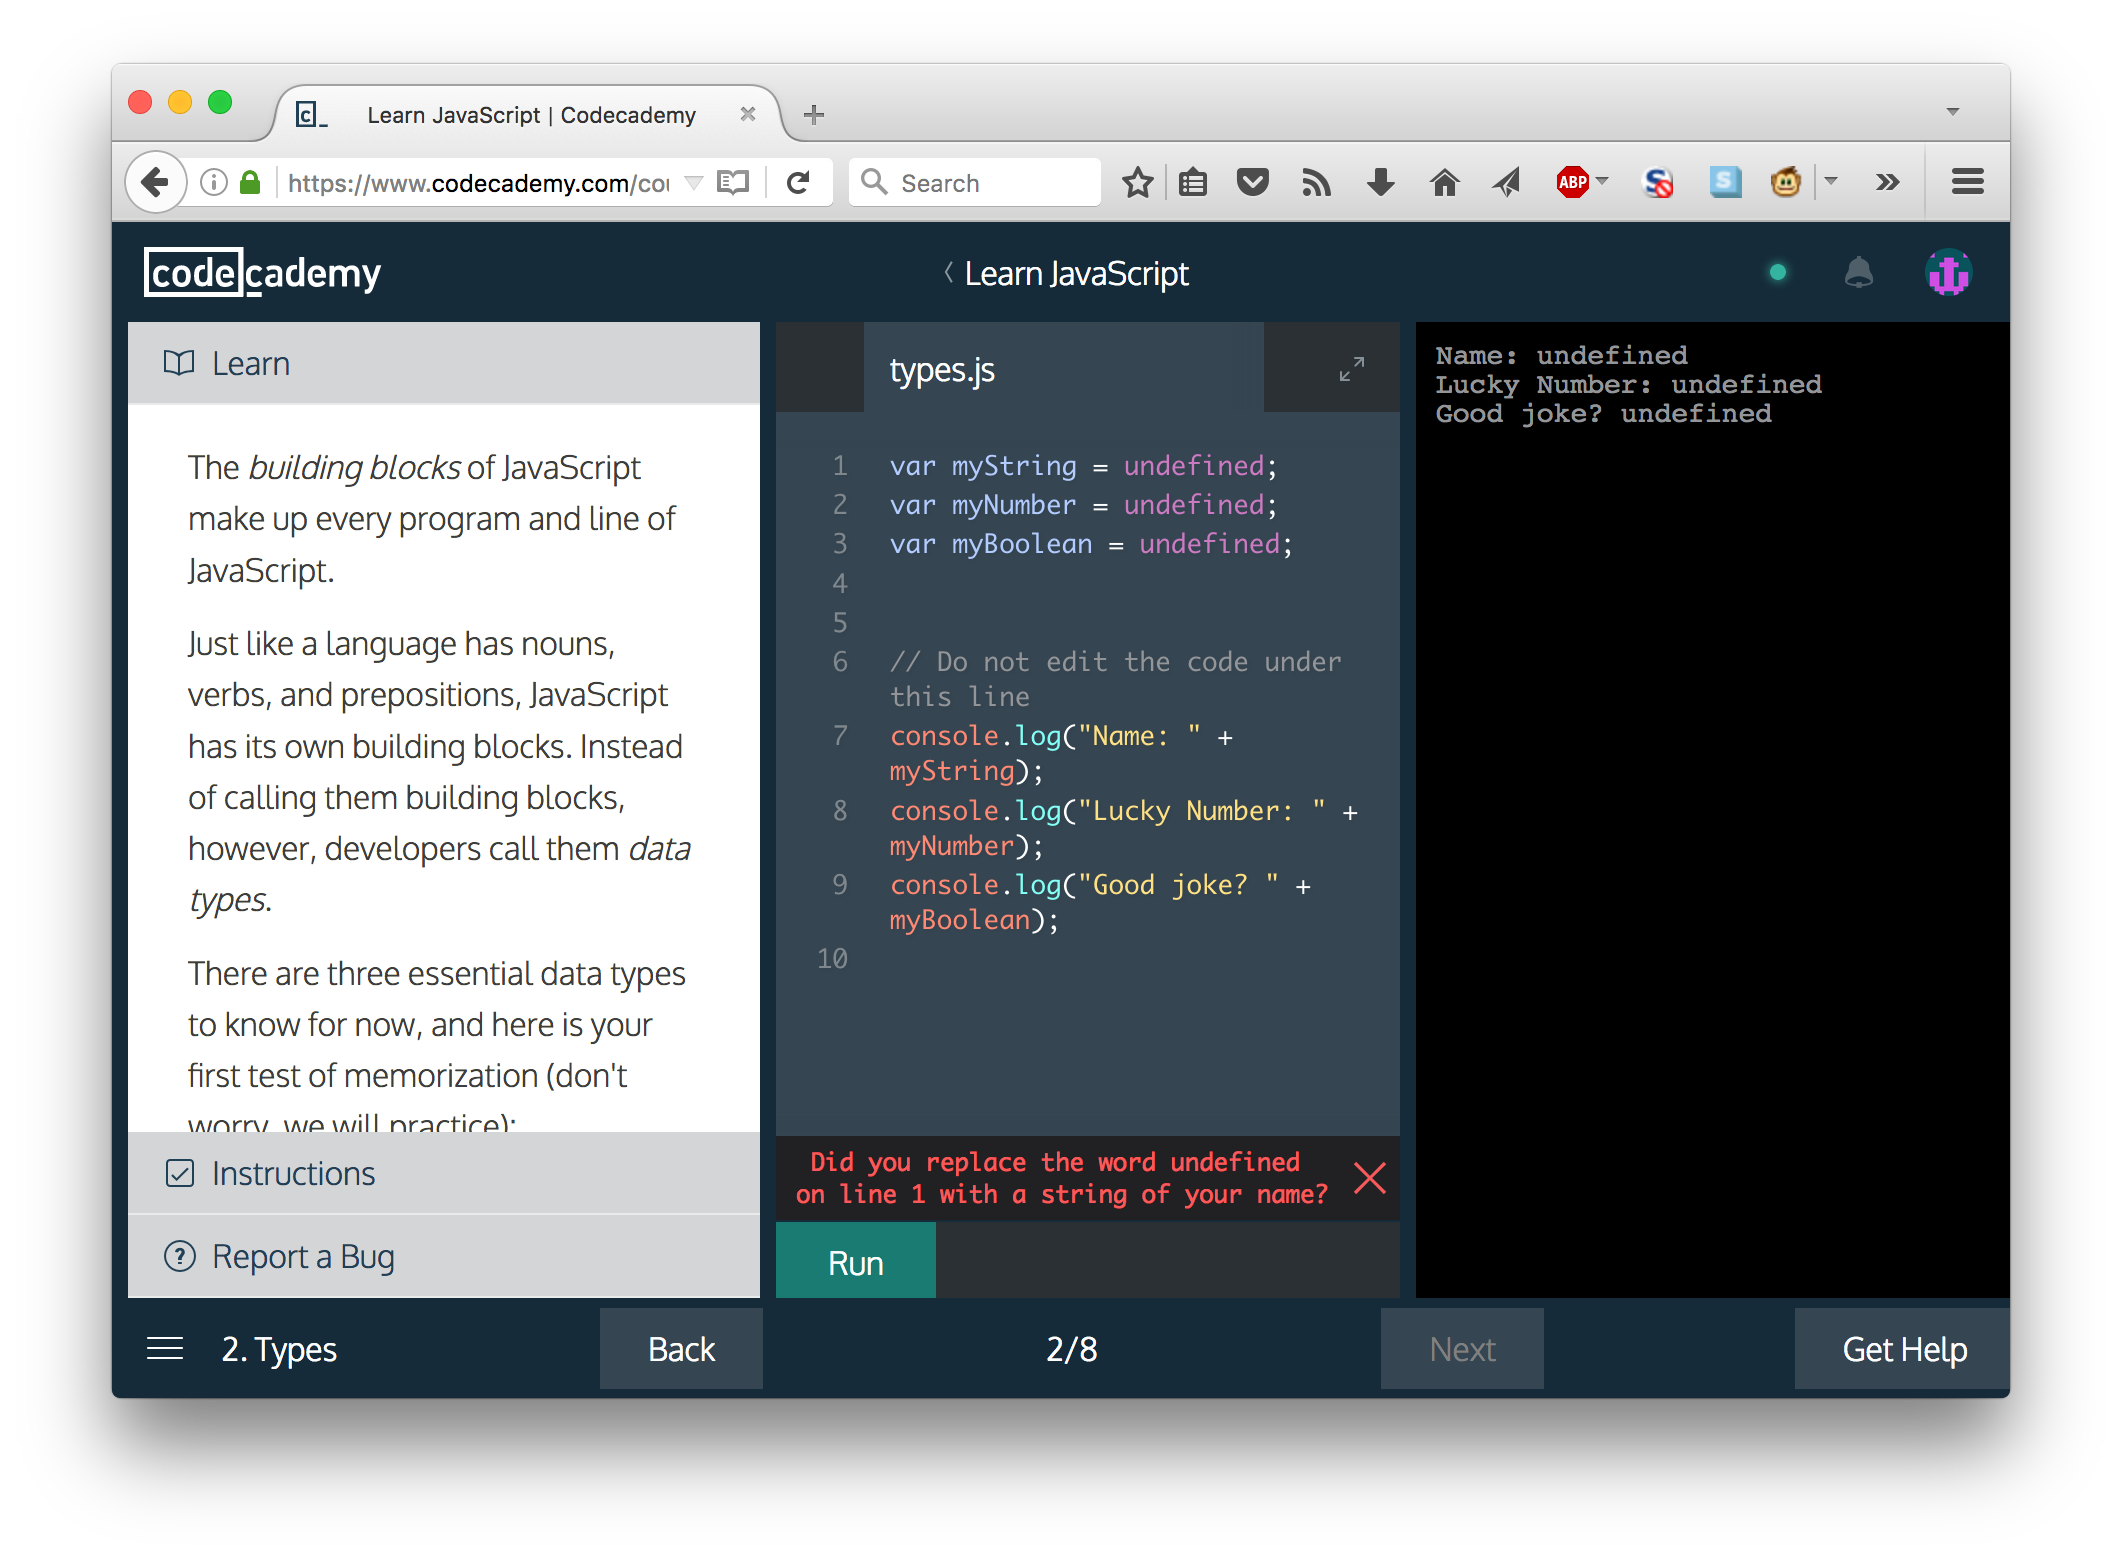 Learn JavaScript | Codecademy
https://www.codecademy.com/cou
Search
ABP
codecademy
Learn JavaScript
Learn
The building blocks of JavaScript
make up every program and line of
JavaScript.
Just like a language has nouns,
verbs, and prepositions, JavaScript
has its own building blocks. Instead
of calling them building blocks,
however, developers call them data
types.
There are three essential data types
to know for now, and here is your
first test of memorization (don't
worry, we will practice):
Instructions
Report a Bug
types.js
1 var myString = undefined;
2 var myNumber = undefined;
3 var myBoolean = undefined;
4
5
6 // Do not edit the code under
this line
7 console.log("Name: " +
myString);
8 console.log("Lucky Number: " +
myNumber);
9 console.log("Good joke? " +
myBoolean);
10
Did you replace the word undefined
on line 1 with a string of your name?
Run
Name: undefined
Lucky Number: undefined
Good joke? undefined
2. Types
Back
2/8
Next
Get Help